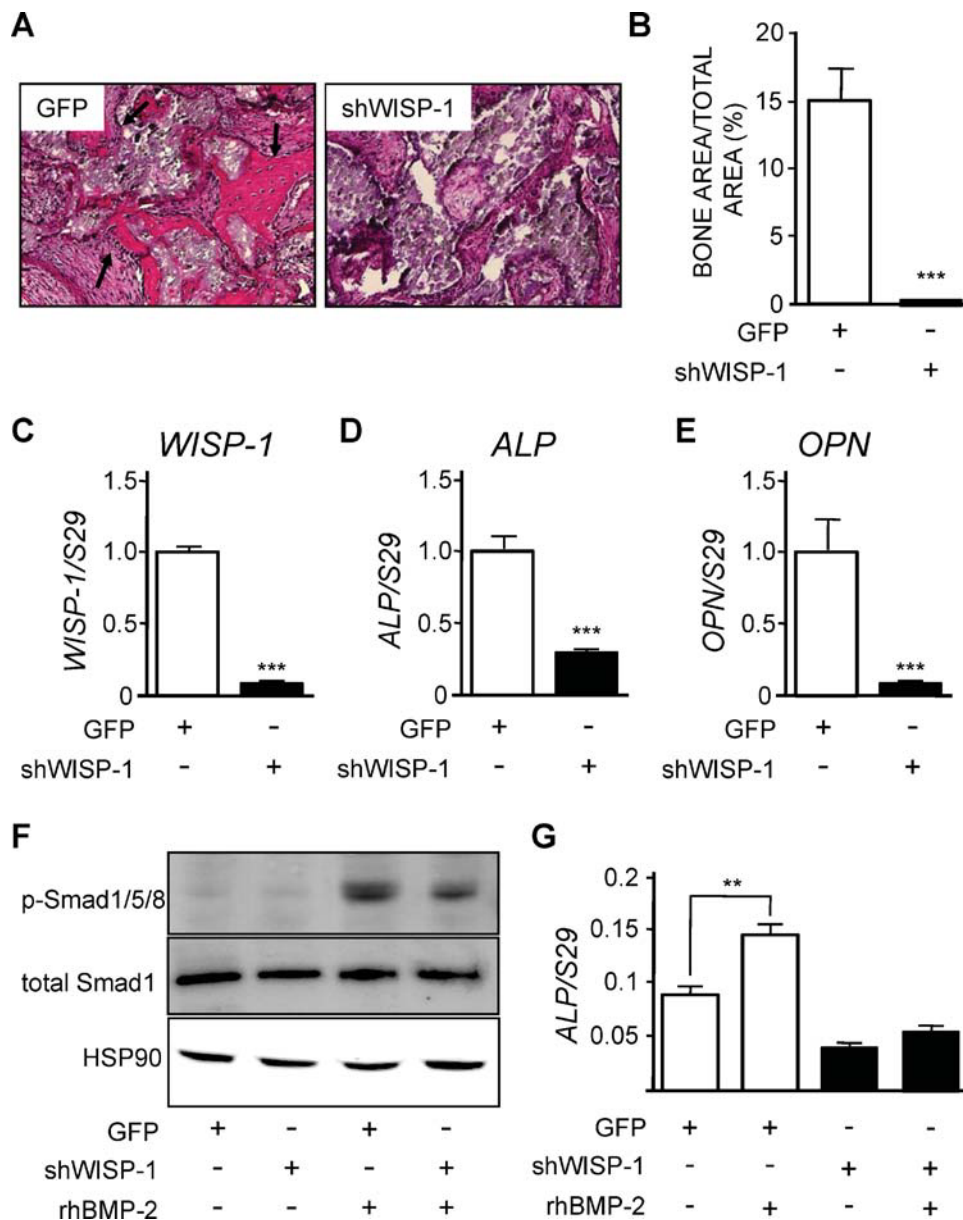 A
GFP
shWISP-1
B
BONE AREA/TOTAL
AREA (%)
20
15
10
5
0
***
GFP + -
shWISP-1 - +
C
WISP-1
WISP-1/S29
1.5
1.0
0.5
0
***
GFP + -
shWISP-1 - +
D
ALP
ALP/S29
1.5
1.0
0.5
0
***
GFP + -
shWISP-1 - +
E
OPN
OPN/S29
1.5
1.0
0.5
0
***
GFP + -
shWISP-1 - +
F
p-Smad1/5/8
total Smad1
HSP90
GFP + - + -
shWISP-1 - + - +
rhBMP-2 - - + +
G
ALP/S29
0.2
0.15
0.1
0.05
**
GFP + + - -
shWISP-1 - - + +
rhBMP-2 - + - +